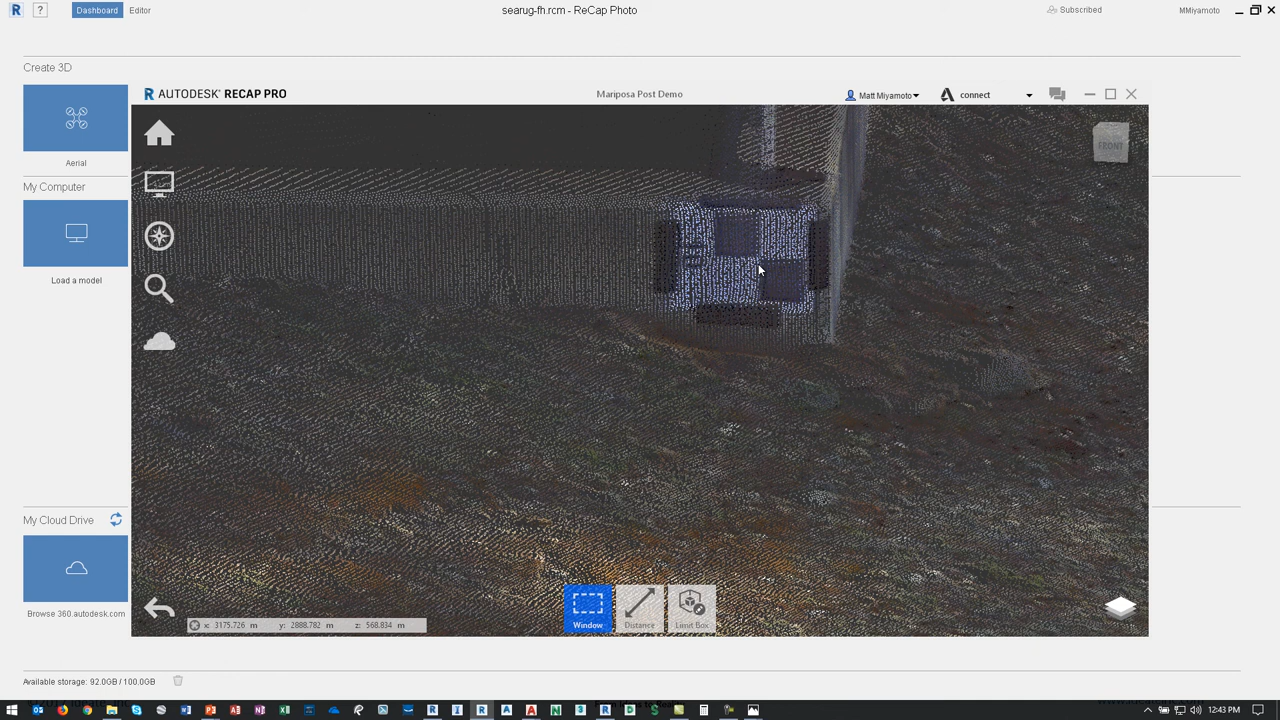 R ? Dashboard Editor searug-fh.rcm - ReCap Photo Subscribed MMiyamoto
Create 3D
R AUTODESK® RECAP PRO Mariposa Post Demo Matt Miyamoto connect
FRONT
Aerial
My Computer
Load a model
My Cloud Drive
Browse 360.autodesk.com
x: 3175.726 m y: 2888.782 m z: 568.834 m
Window Distance Limit Box
Available storage: 92.0GB / 100.0GB
12:43 PM